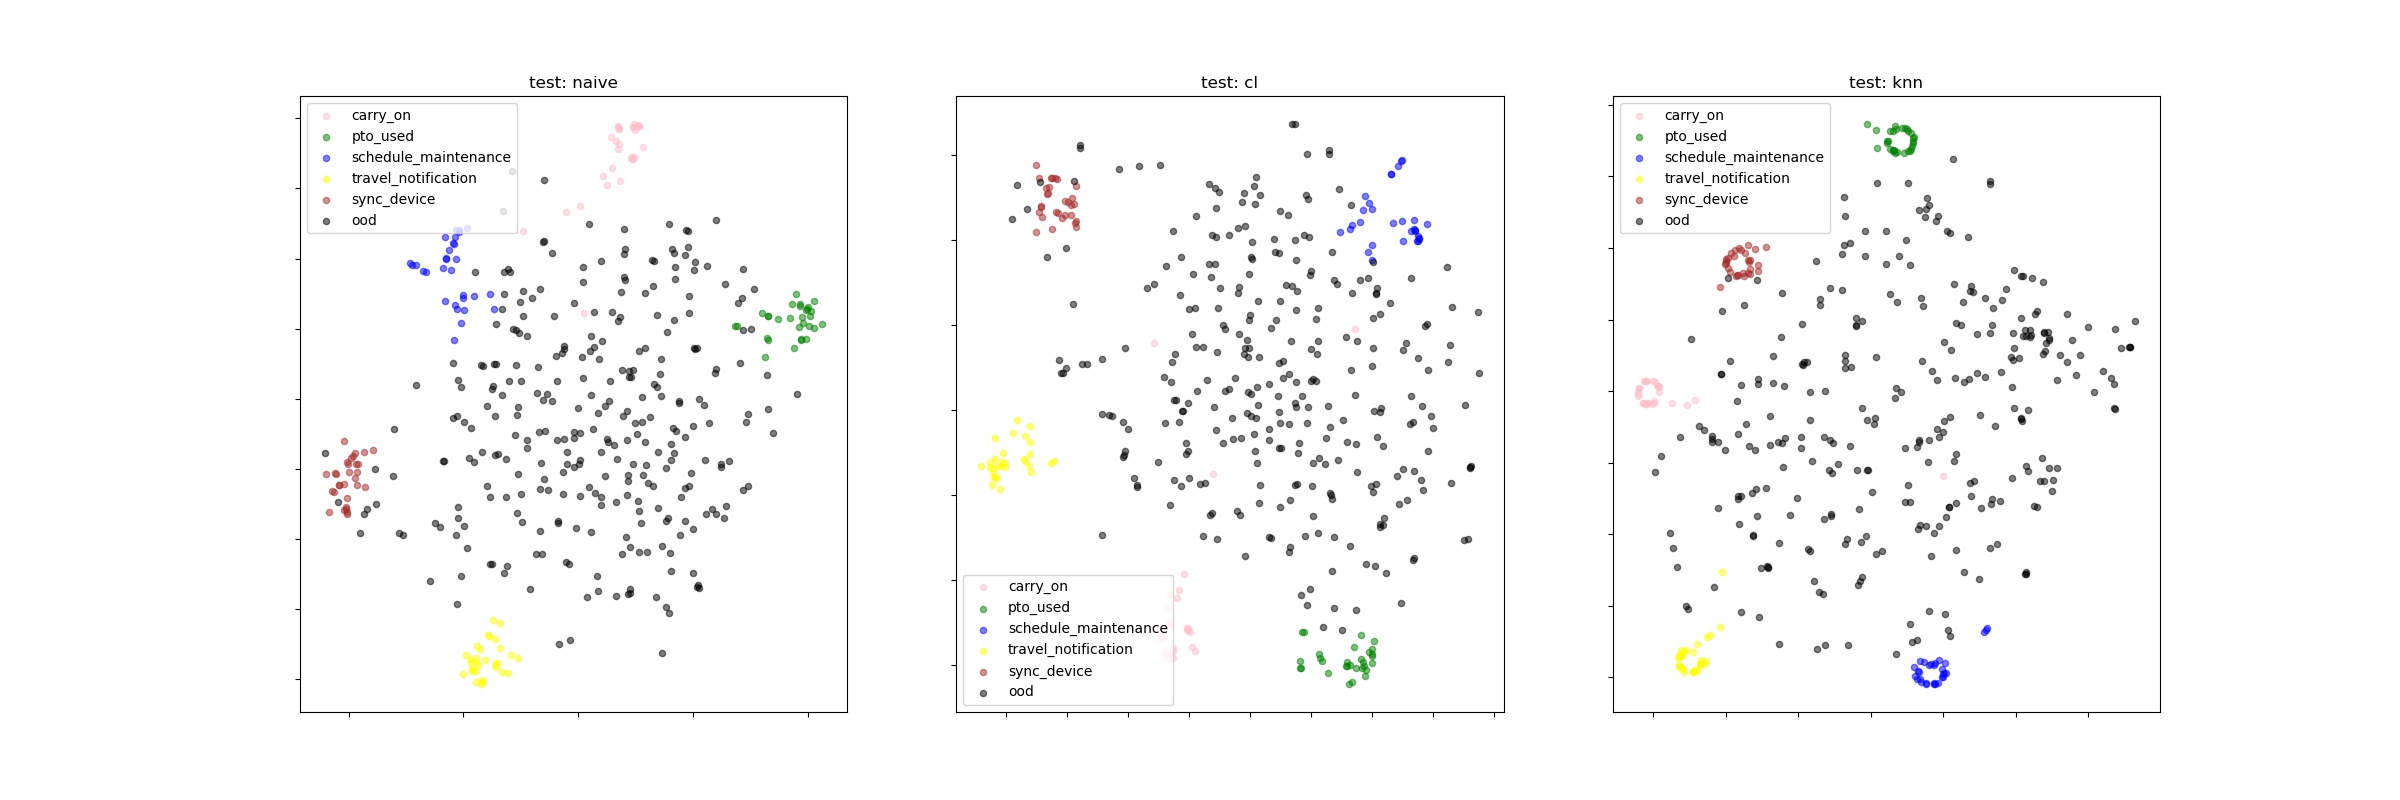 test: naive
carry_on
pto_used
schedule_maintenance
travel_notification
sync_device
ood
test: cl
carry_on
pto_used
schedule_maintenance
travel_notification
sync_device
ood
test: knn
carry_on
pto_used
schedule_maintenance
travel_notification
sync_device
ood